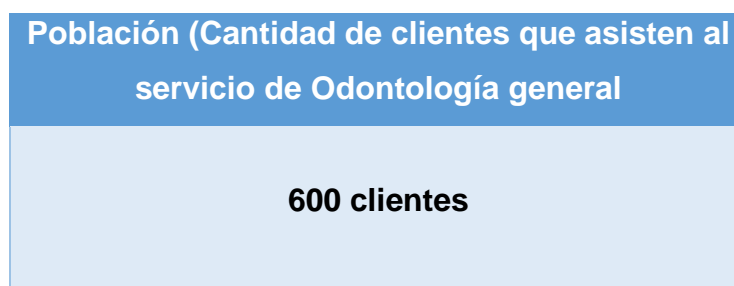 Población (Cantidad de clientes que asisten al
servicio de Odontología general
600 clientes